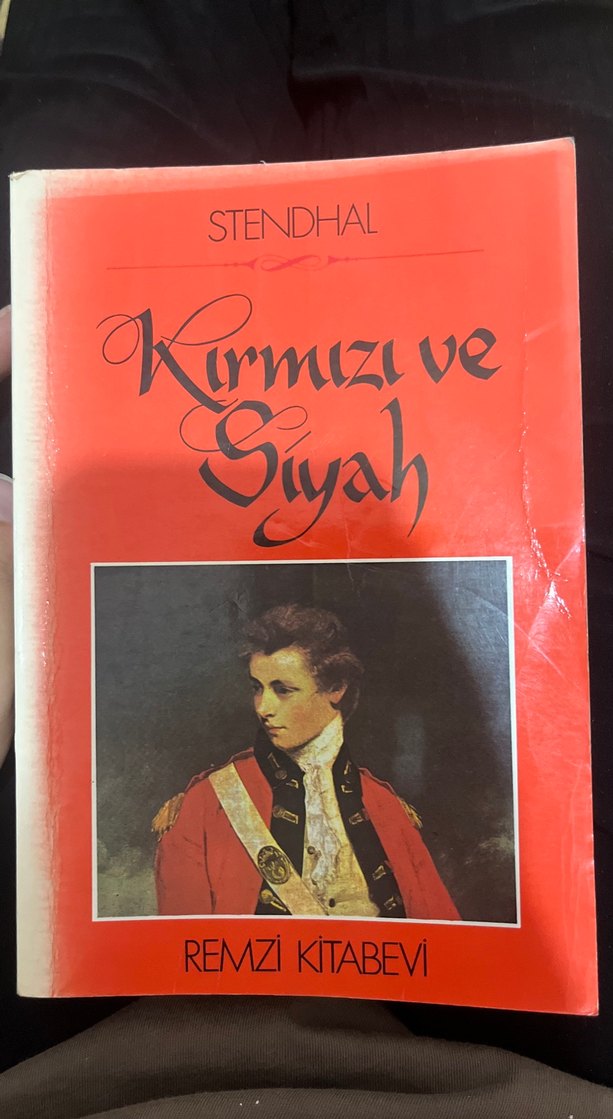 STENDHAL
Kırmızı ve
Siyah
REMZİ KİTABEVİ